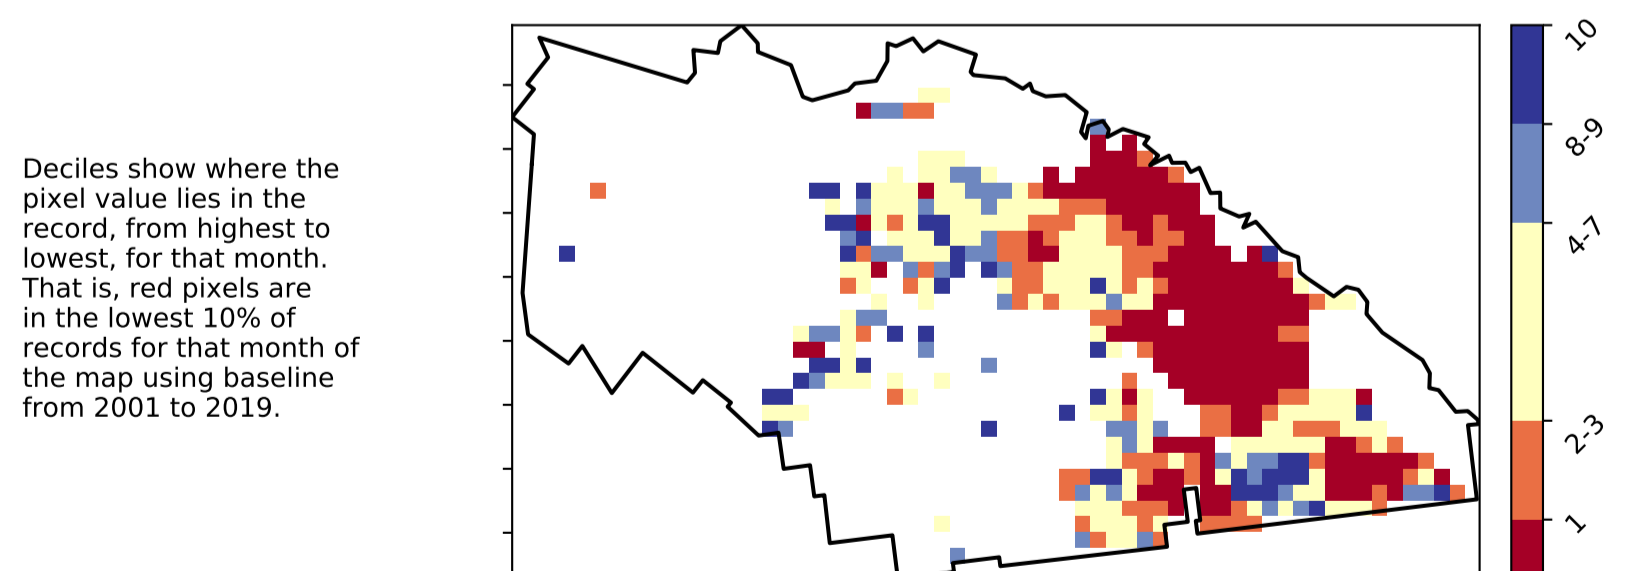 Deciles show where the
pixel value lies in the
record, from highest to
lowest, for that month.
That is, red pixels are
in the lowest 10% of
records for that month of
the map using baseline
from 2001 to 2019.
10
8-9
4-7
2-3
1